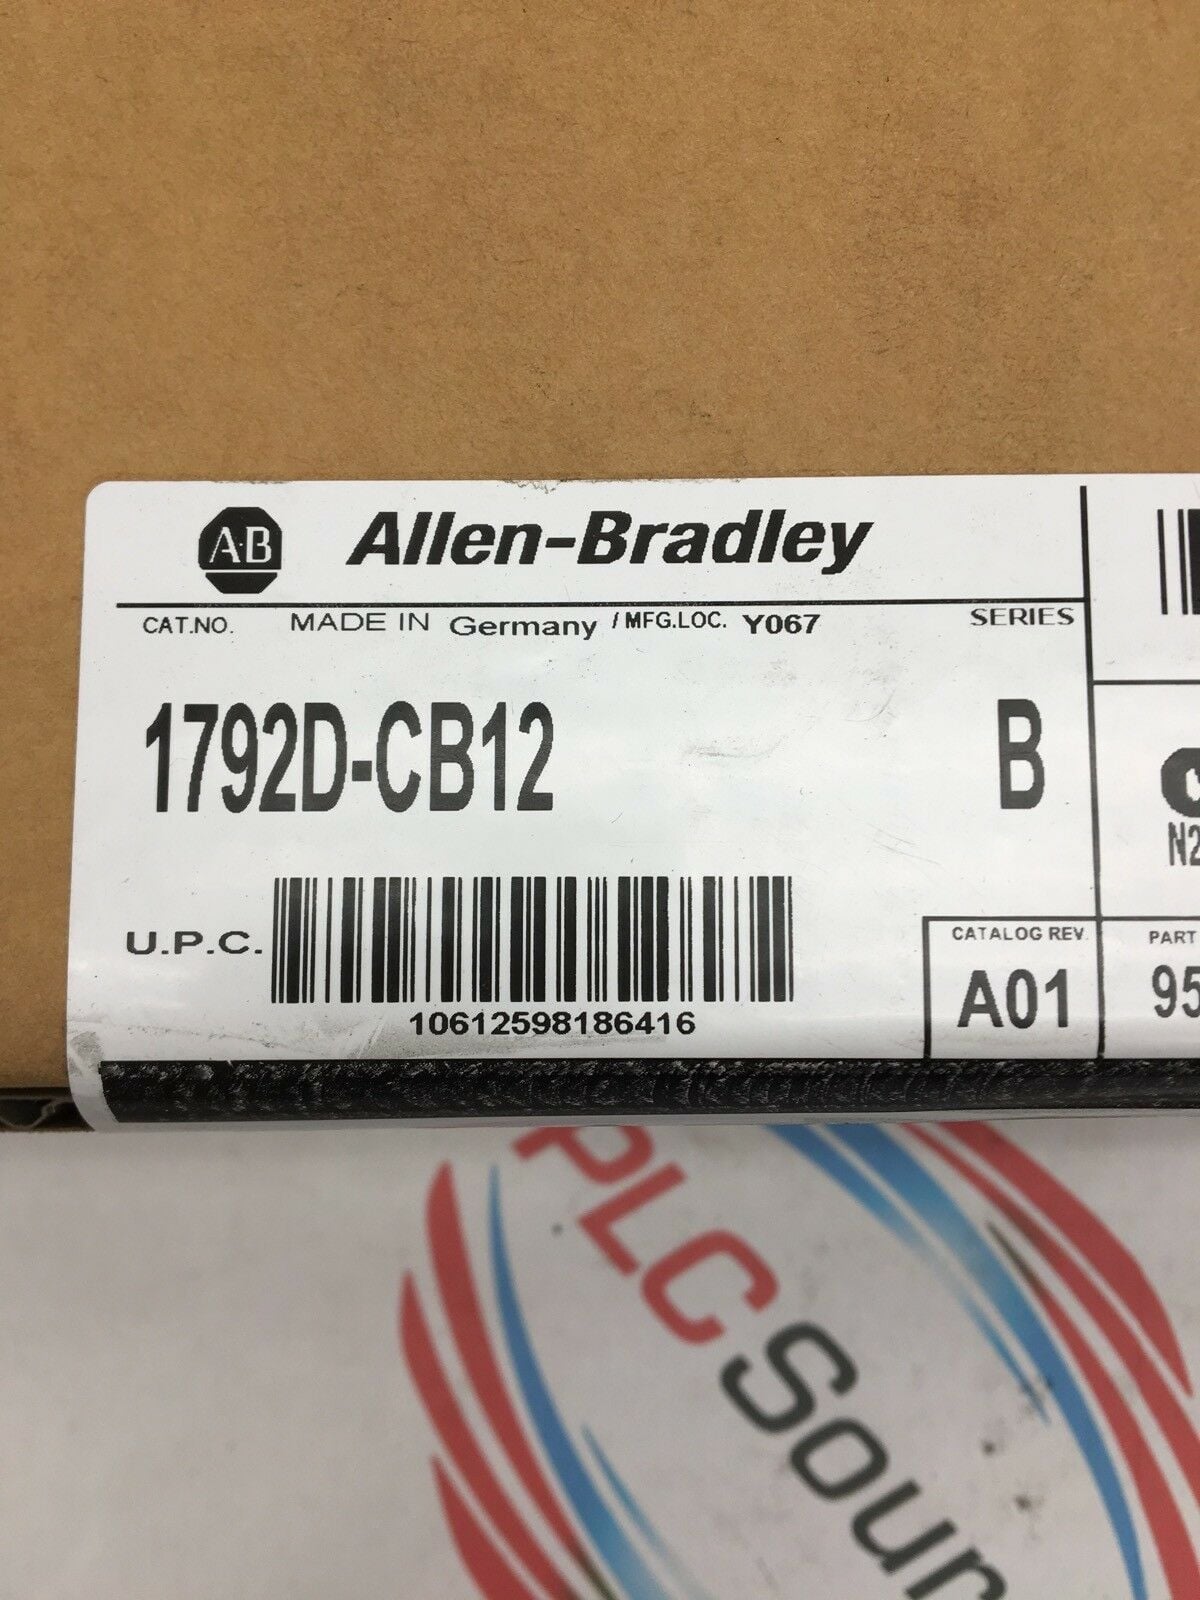 A-B Allen-Bradley
CAT.NO. MADE IN Germany / MFG.LOC. Y067 SERIES
1792D-CB12 B
U.P.C.
10612598186416
CATALOG REV.
A01
PART
95
N2
PLC Sour